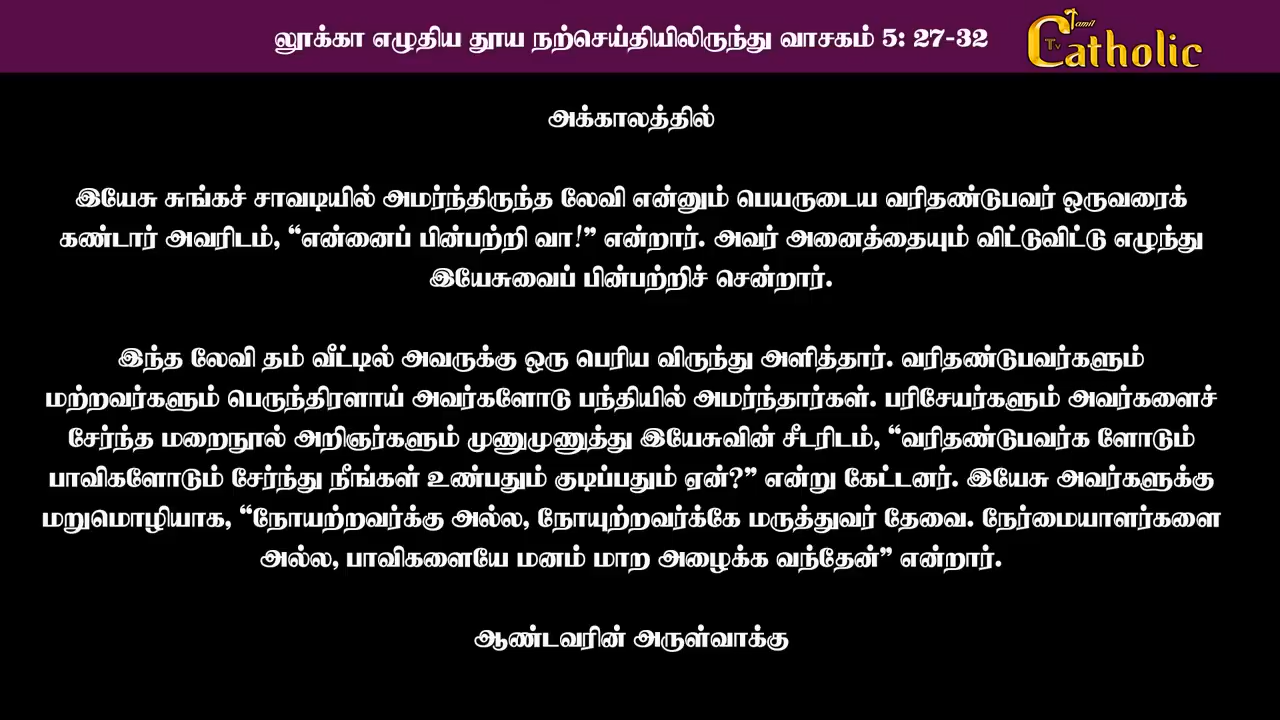 லூக்கா எழுதிய தூய நற்செய்தியிலிருந்து வாசகம் 5: 27-32
Tamil
Catholic
Tv
அக்காலத்தில்
இயேசு சுங்கச் சாவடியில் அமர்ந்திருந்த லேவி என்னும் பெயருடைய வரிதண்டுபவர் ஒருவரைக்
கண்டார் அவரிடம், “என்னைப் பின்பற்றி வா!” என்றார். அவர் அனைத்தையும் விட்டுவிட்டு எழுந்து
இயேசுவைப் பின்பற்றிச் சென்றார்.
இந்த லேவி தம் வீட்டில் அவருக்கு ஒரு பெரிய விருந்து அளித்தார். வரிதண்டுபவர்களும்
மற்றவர்களும் பெருந்திரளாய் அவர்களோடு பந்தியில் அமர்ந்தார்கள். பரிசேயர்களும் அவர்களைச்
சேர்ந்த மறைநூல் அறிஞர்களும் முணுமுணுத்து இயேசுவின் சீடரிடம், “வரிதண்டுபவர்க ளோடும்
பாவிகளோடும் சேர்ந்து நீங்கள் உண்பதும் குடிப்பதும் ஏன்?” என்று கேட்டனர். இயேசு அவர்களுக்கு
மறுமொழியாக, “நோயற்றவர்க்கு அல்ல, நோயுற்றவர்க்கே மருத்துவர் தேவை. நேர்மையாளர்களை
அல்ல, பாவிகளையே மனம் மாற அழைக்க வந்தேன்” என்றார்.
ஆண்டவரின் அருள்வாக்கு